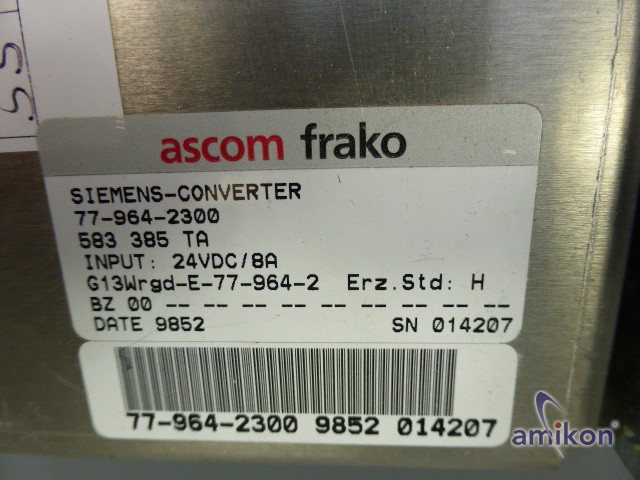 55
ascom frako
SIEMENS-CONVERTER
77-964-2300
583 385 TA
INPUT: 24VDC/8A
G13Wrgd-E-77-964-2 Erz.Std: H
BZ 00 -- -- -- -- -- -- -- -- -- --
DATE 9852 SN 014207
77-964-2300 9852 014207
amikon